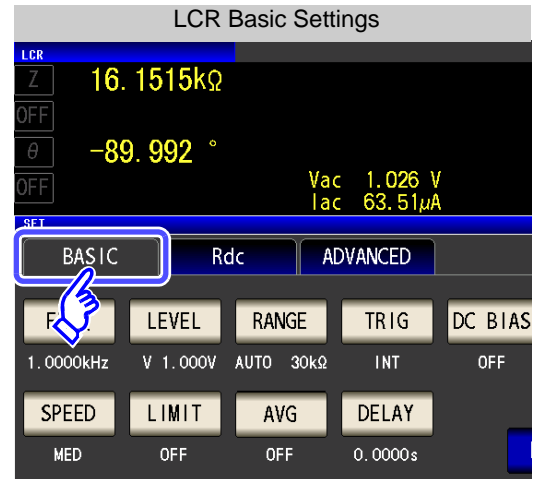 LCR Basic Settings
LCR
Z 16.1515kΩ
OFF
θ -89.992 °
OFF
Vac 1.026 V
Iac 63.51μA
SET
BASIC Rdc ADVANCED
LEVEL RANGE TRIG DC BIAS
1.0000kHz V 1.000V AUTO 30kΩ INT OFF
SPEED LIMIT AVG DELAY
MED OFF OFF 0.0000s